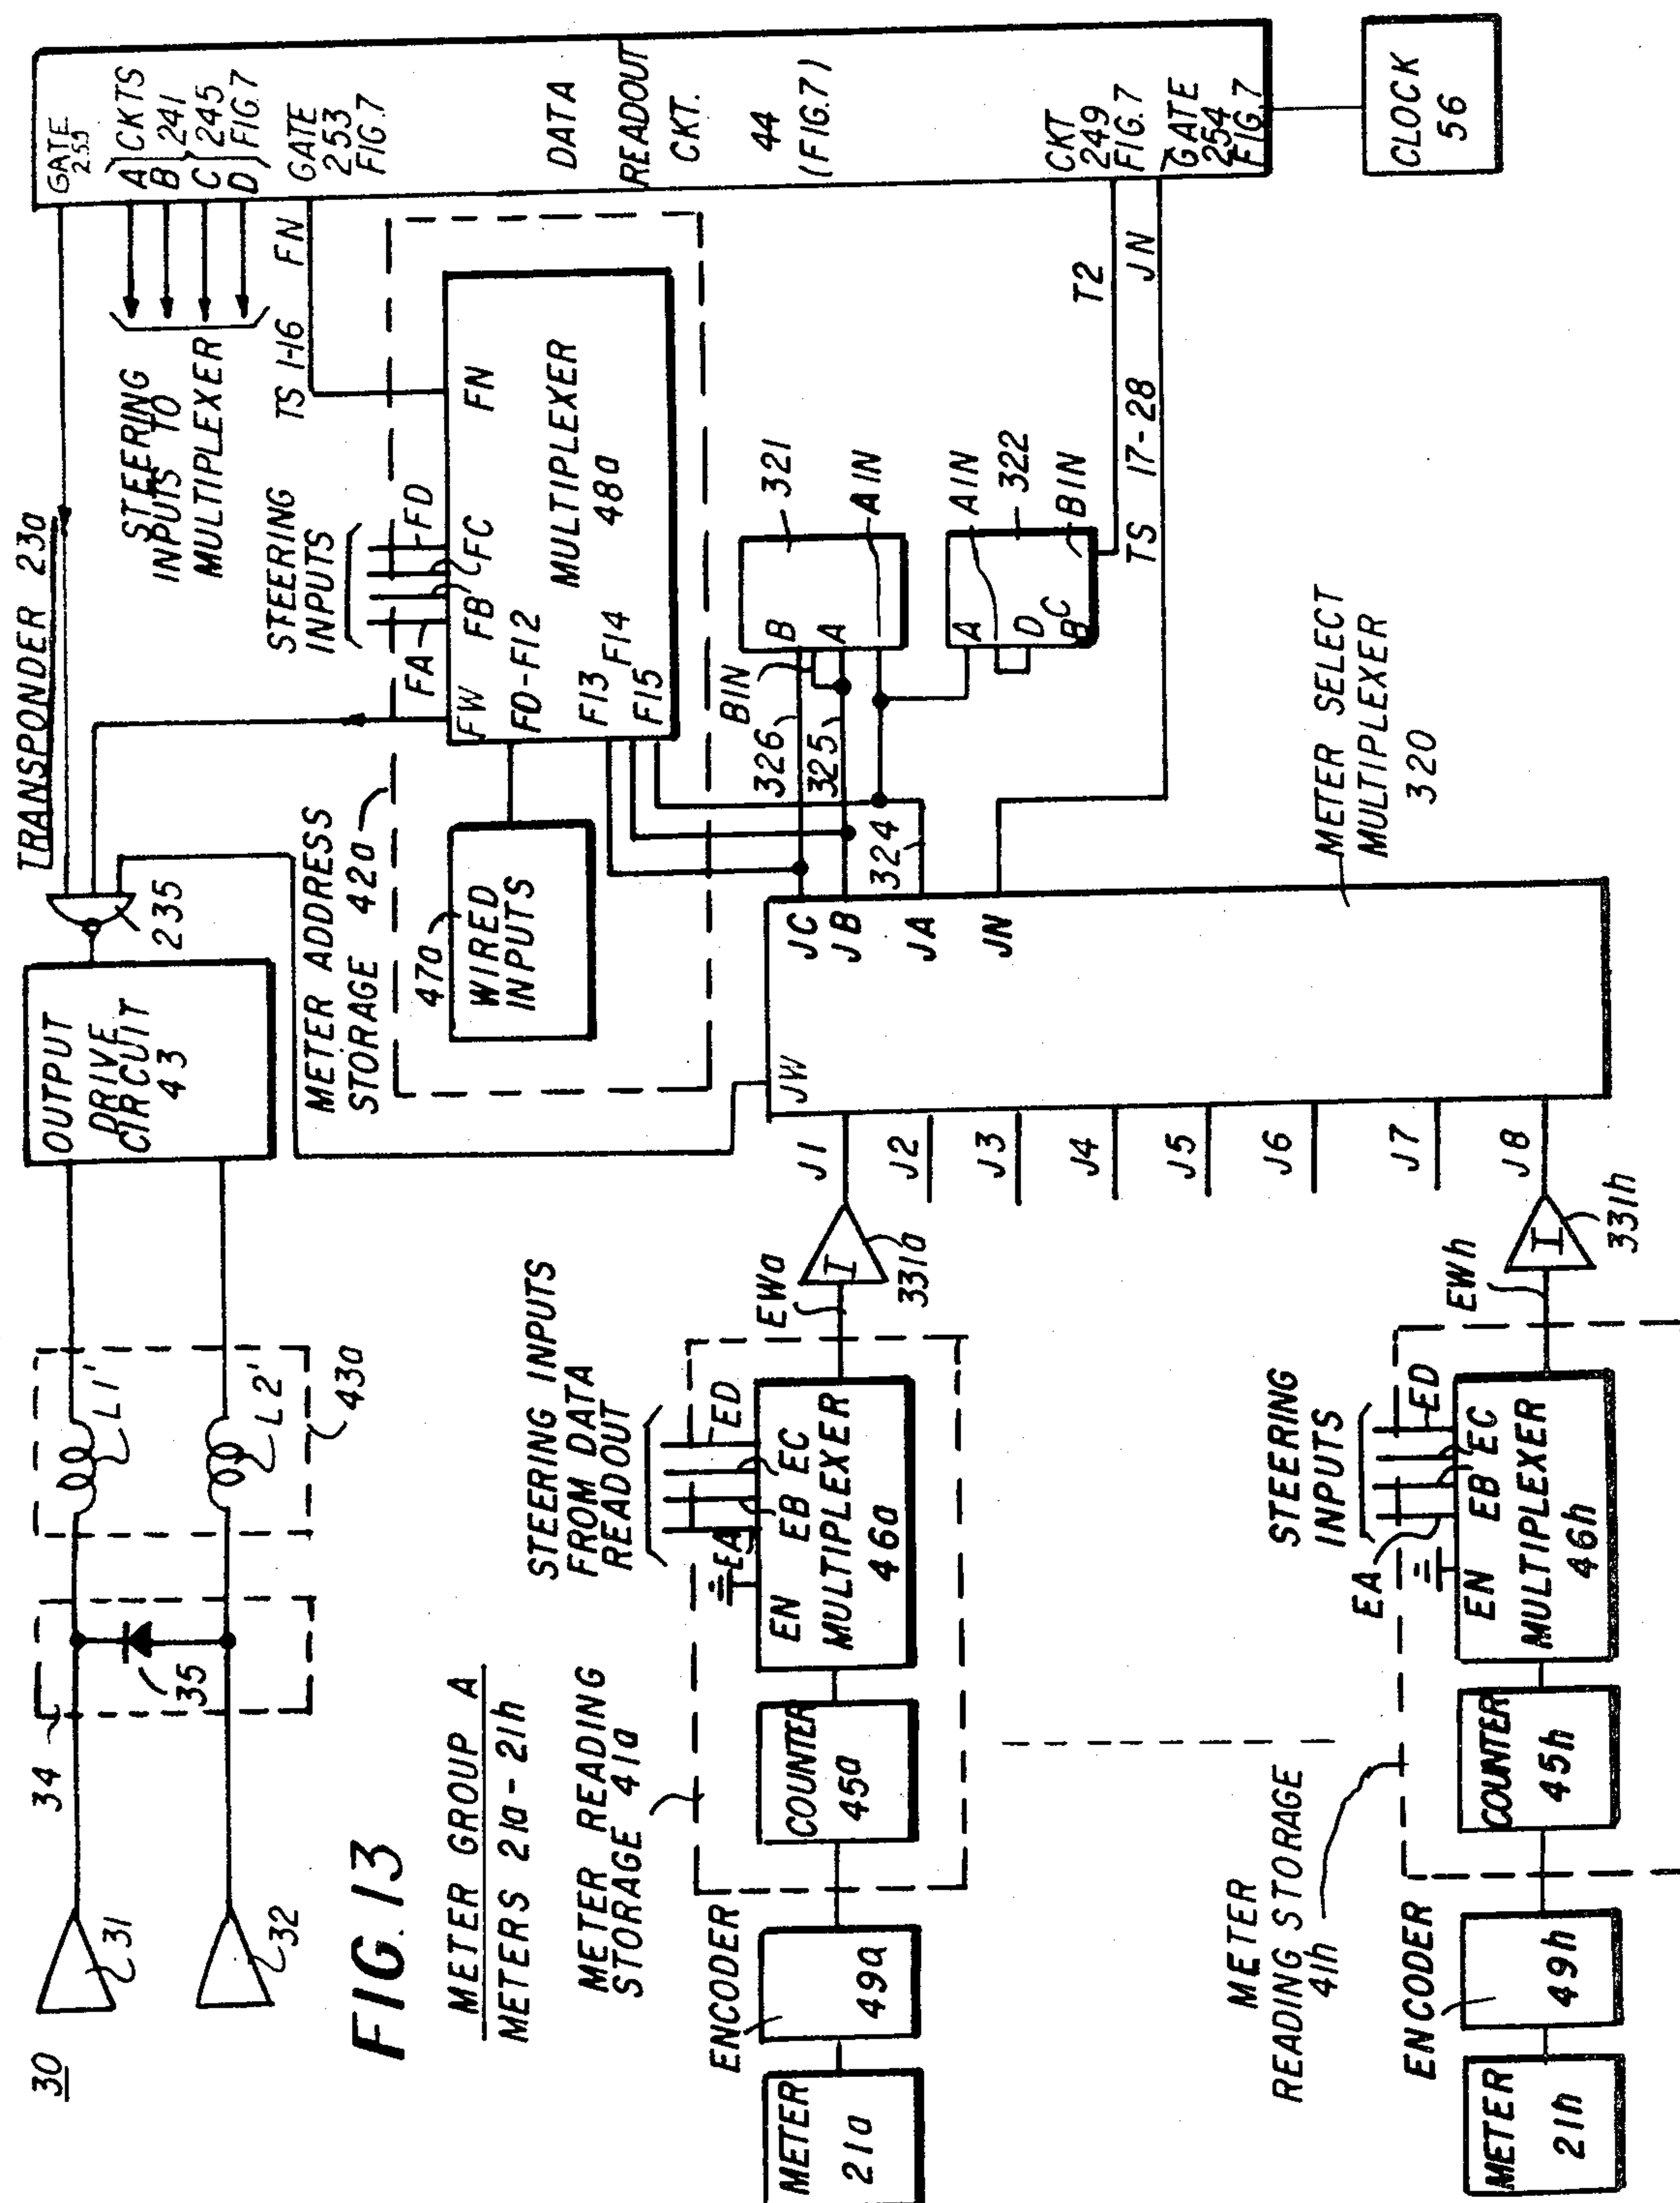 30
31
32
34
35
L1'
L2'
430
OUTPUT
DRIVE
CIRCUIT
43
235
TRANSPONDER 23a
GATE
255
A
B
C
D
CKTS
241
245
FIG.7
STEERING
INPUTS TO
MULTIPLEXER
GATE
253
FIG.7
TS 1-16 FN
DATA
READOUT
CKT.
44
(FIG.7)
CKT
249
FIG.7
GATE
254
FIG.7
CLOCK
56
FIG.13
METER GROUP A
METERS 21a-21h
METER ADDRESS
STORAGE 42a
470
WIRED
INPUTS
STEERING
INPUTS
FA
FB
FC
FD
FW
FN
FO-F12
F13
F14
F15
MULTIPLEXER
48a
BIN
326
325
324
B
A
321
AIN
A
D
C
B
AIN
322
BIN
T2
TS 17-28 JN
METER SELECT
MULTIPLEXER
320
JC
JB
JA
JN
JW
J1
J2
J3
J4
J5
J6
J7
J8
METER READING
STORAGE 41a
STEERING INPUTS
FROM DATA
READOUT
ENCODER
METER
21a
49a
COUNTER
45a
EA
ED
EN EB EC
MULTIPLEXER
46a
EWa
I
331a
METER
READING STORAGE
41h
STEERING
INPUTS
ENCODER
METER
21h
49h
COUNTER
45h
EA
ED
EN EB EC
MULTIPLEXER
46h
EWh
I
331h